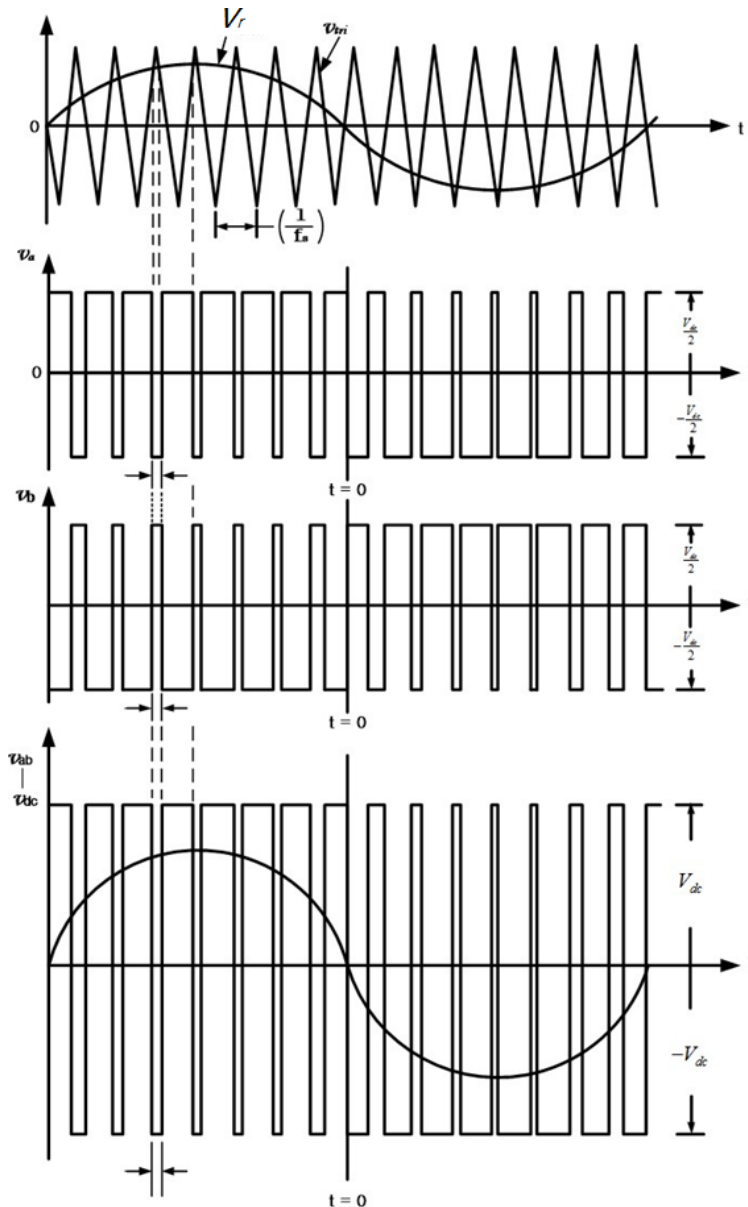 V_r
v_tri
0
t
(1/f_s)
v_a
V_dc/2
0
-V_dc/2
t = 0
v_b
V_dc/2
-V_dc/2
t = 0
v_ab
v_dc
V_dc
-V_dc
t = 0